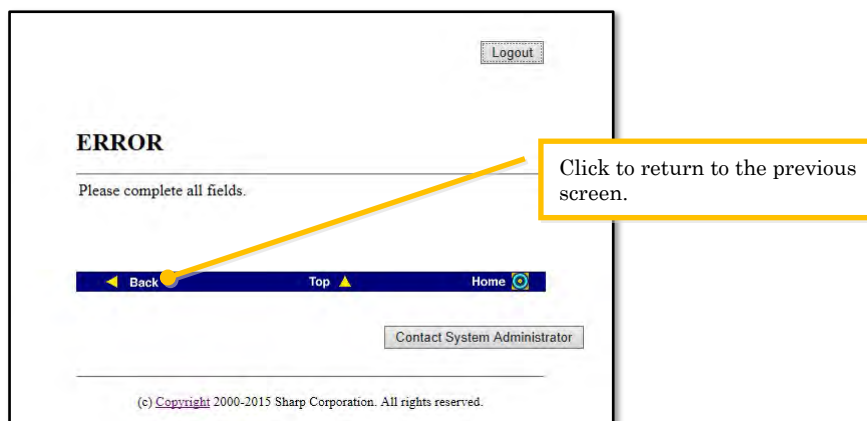 Logout
ERROR
Click to return to the previous
screen.
Please complete all fields.
Back Top Home
Contact System Administrator
(c) Copyright 2000-2015 Sharp Corporation. All rights reserved.